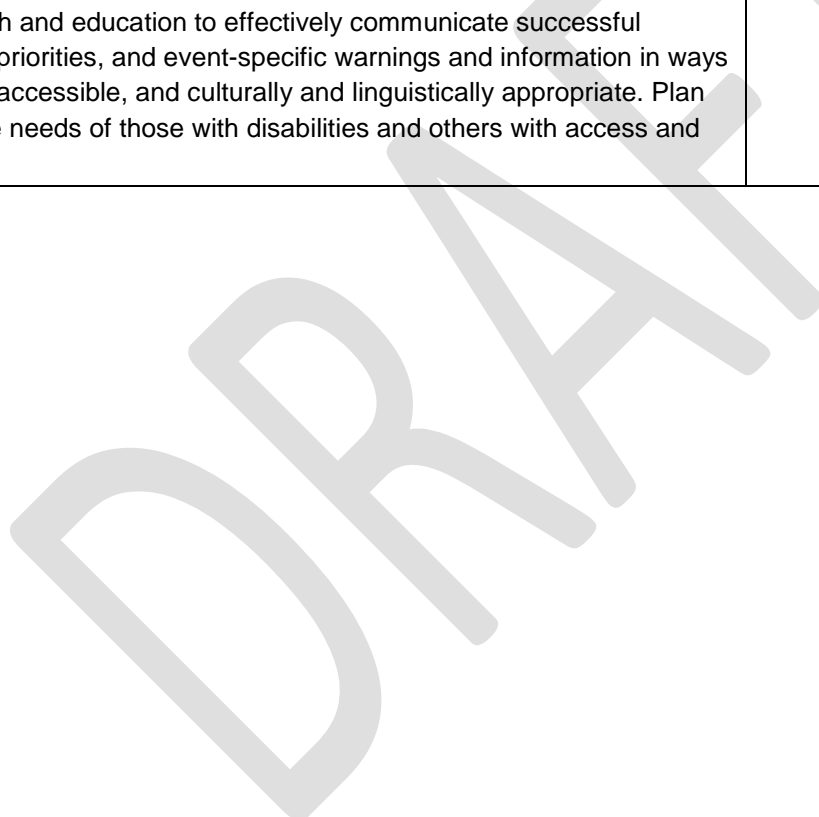 h and education to effectively communicate successful
priorities, and event-specific warnings and information in ways
accessible, and culturally and linguistically appropriate. Plan
needs of those with disabilities and others with access and
DRAF